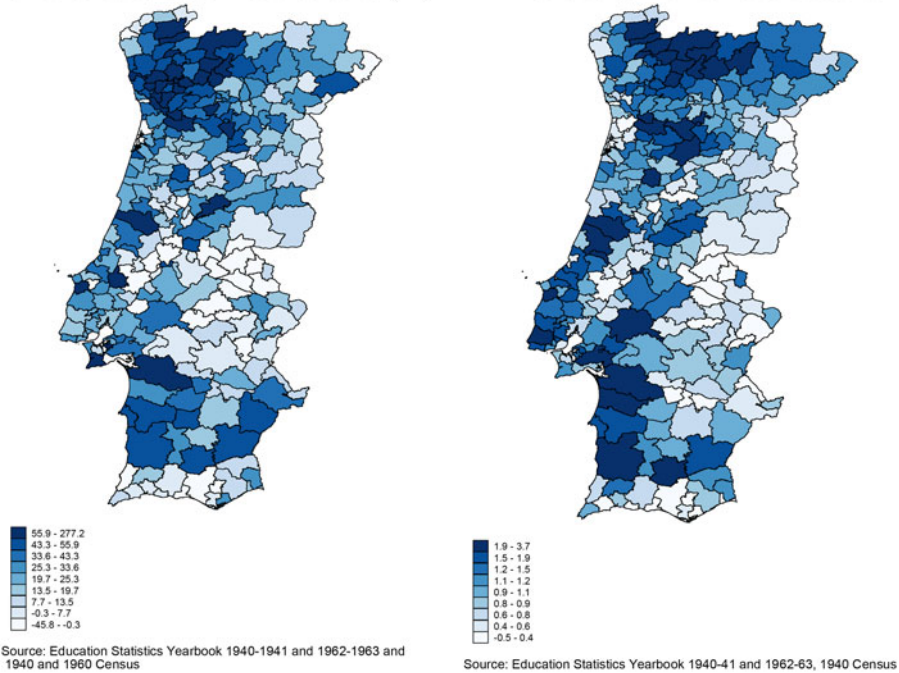 55.9 - 277.2
43.3 - 55.9
33.6 - 43.3
25.3 - 33.6
19.7 - 25.3
13.5 - 19.7
7.7 - 13.5
-0.3 - 7.7
-45.8 - -0.3
Source: Education Statistics Yearbook 1940-1941 and 1962-1963 and
1940 and 1960 Census
1.9 - 3.7
1.5 - 1.9
1.2 - 1.5
1.1 - 1.2
0.9 - 1.1
0.8 - 0.9
0.6 - 0.8
0.4 - 0.6
-0.5 - 0.4
Source: Education Statistics Yearbook 1940-41 and 1962-63, 1940 Census